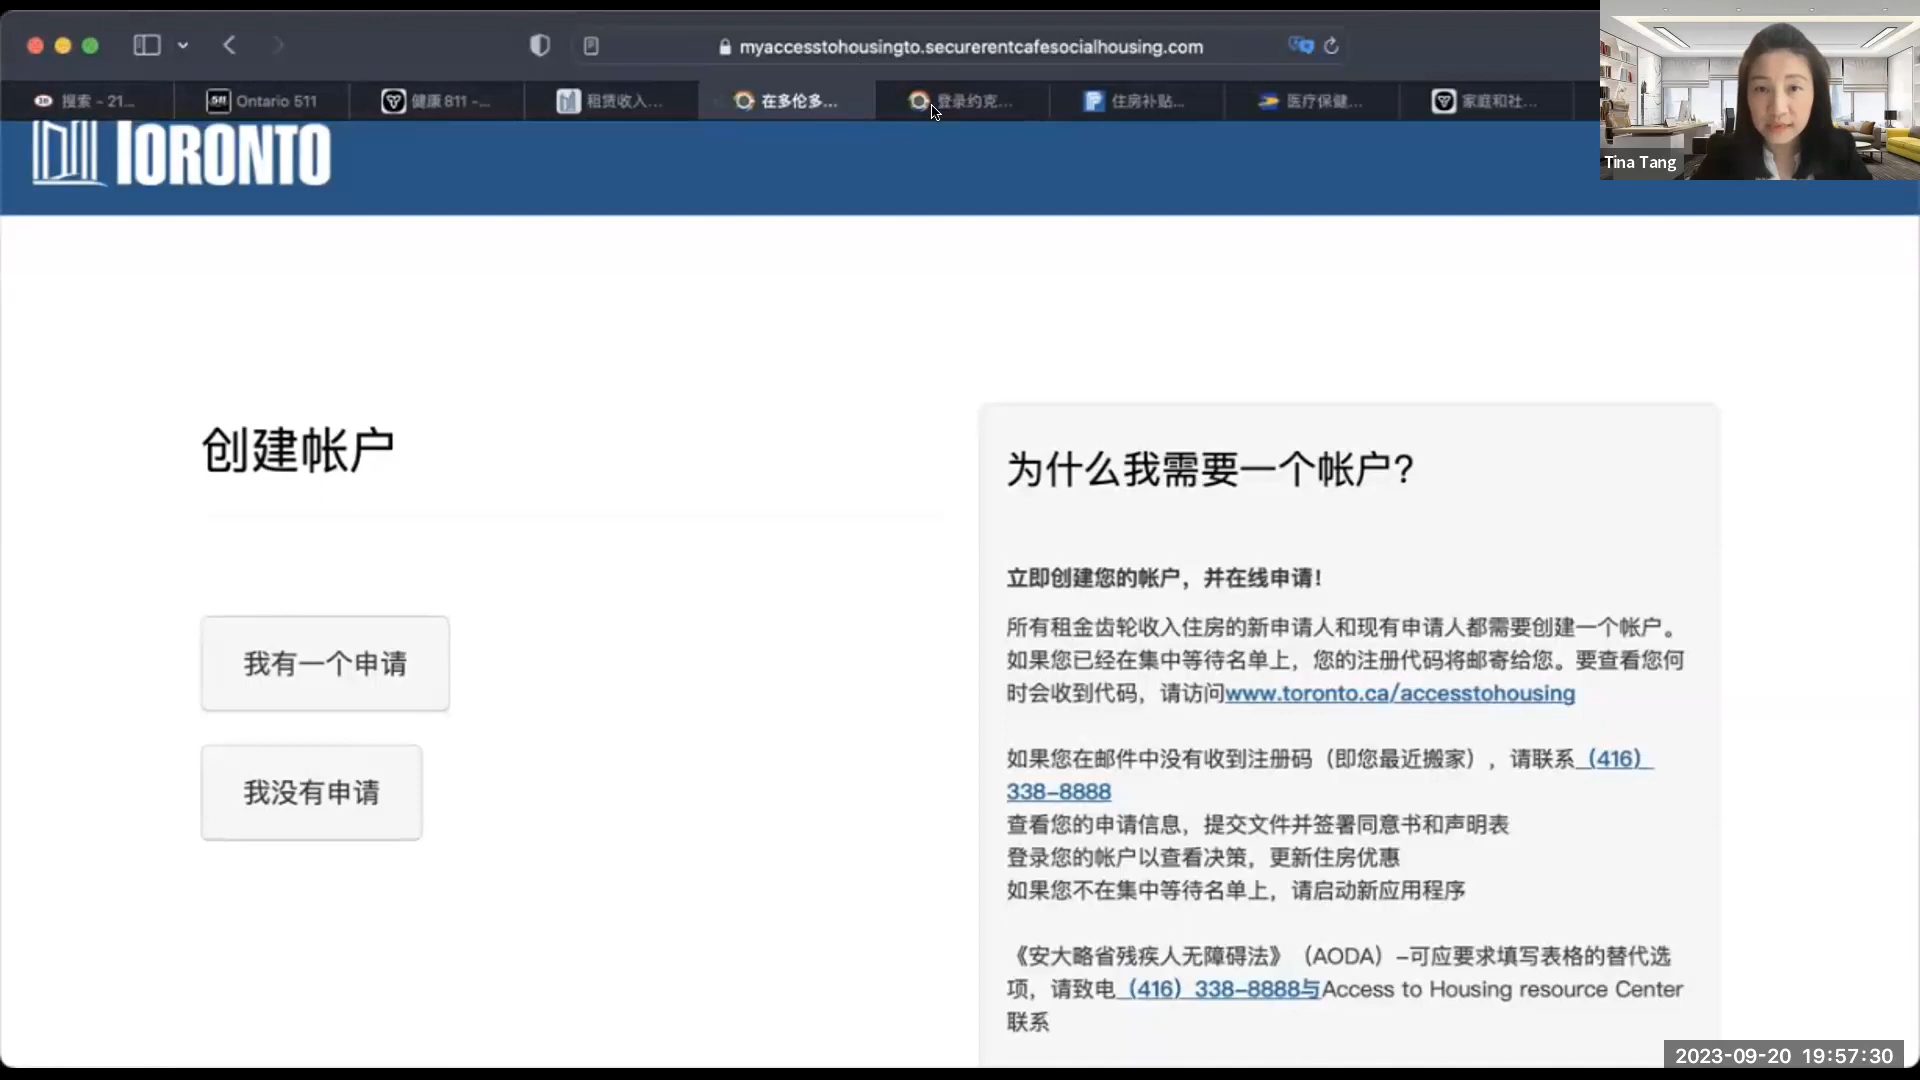 myaccesstohousingto.securerentcafesocialhousing.com
搜索 - 21...
511 Ontario 511
健康 811 -...
租赁收入...
在多伦多...
登录约克...
住房补贴...
医疗保健...
家庭和社...
Tina Tang
TORONTO
创建帐户
我有一个申请
我没有申请
为什么我需要一个帐户?
立即创建您的帐户，并在线申请！
所有租金齿轮收入住房的新申请人和现有申请人都需要创建一个帐户。
如果您已经在集中等待名单上，您的注册代码将邮寄给您。要查看您何
时会收到代码，请访问www.toronto.ca/accesstohousing
如果您在邮件中没有收到注册码（即您最近搬家），请联系（416）
338-8888
查看您的申请信息，提交文件并签署同意书和声明表
登录您的帐户以查看决策，更新住房优惠
如果您不在集中等待名单上，请启动新应用程序
《安大略省残疾人无障碍法》（AODA）-可应要求填写表格的替代选
项，请致电（416）338-8888与Access to Housing resource Center
联系
2023-09-20 19:57:30